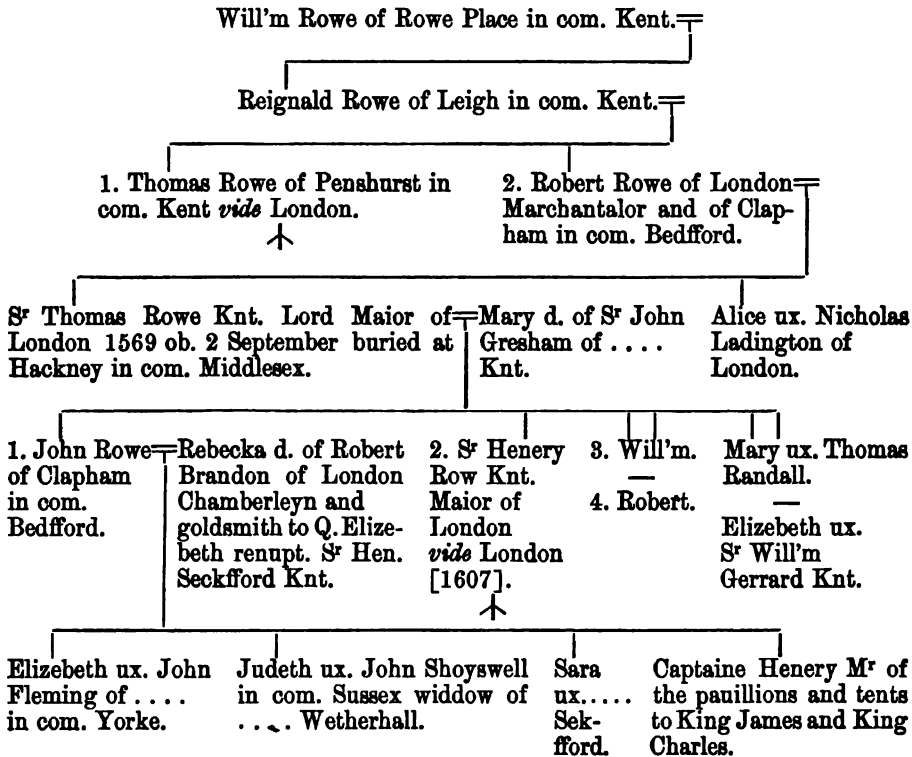 Will'm Rowe of Rowe Place in com. Kent.
Reignald Rowe of Leigh in com. Kent.
1. Thomas Rowe of Penshurst in
com. Kent vide London.
2. Robert Rowe of London
Marchantalor and of Clap-
ham in com. Bedfford.
Sr Thomas Rowe Knt. Lord Maior of
London 1569 ob. 2 September buried at
Hackney in com. Middlesex.
Mary d. of Sr John
Gresham of ....
Knt.
Alice ux. Nicholas
Ladington of
London.
1. John Rowe
of Clapham
in com.
Bedfford.
Rebecka d. of Robert
Brandon of London
Chamberleyn and
goldsmith to Q. Elize-
beth renupt. Sr Hen.
Seckfford Knt.
2. Sr Henery
Row Knt.
Maior of
London
vide London
[1607].
3. Will'm.
—
4. Robert.
Mary ux. Thomas
Randall.
—
Elizebeth ux.
Sr Will'm
Gerrard Knt.
Elizebeth ux. John
Fleming of ....
in com. Yorke.
Judeth ux. John Shoyswell
in com. Sussex widdow of
.... Wetherhall.
Sara
ux.....
Sek-
fford.
Captaine Henery Mr of
the pauillions and tents
to King James and King
Charles.